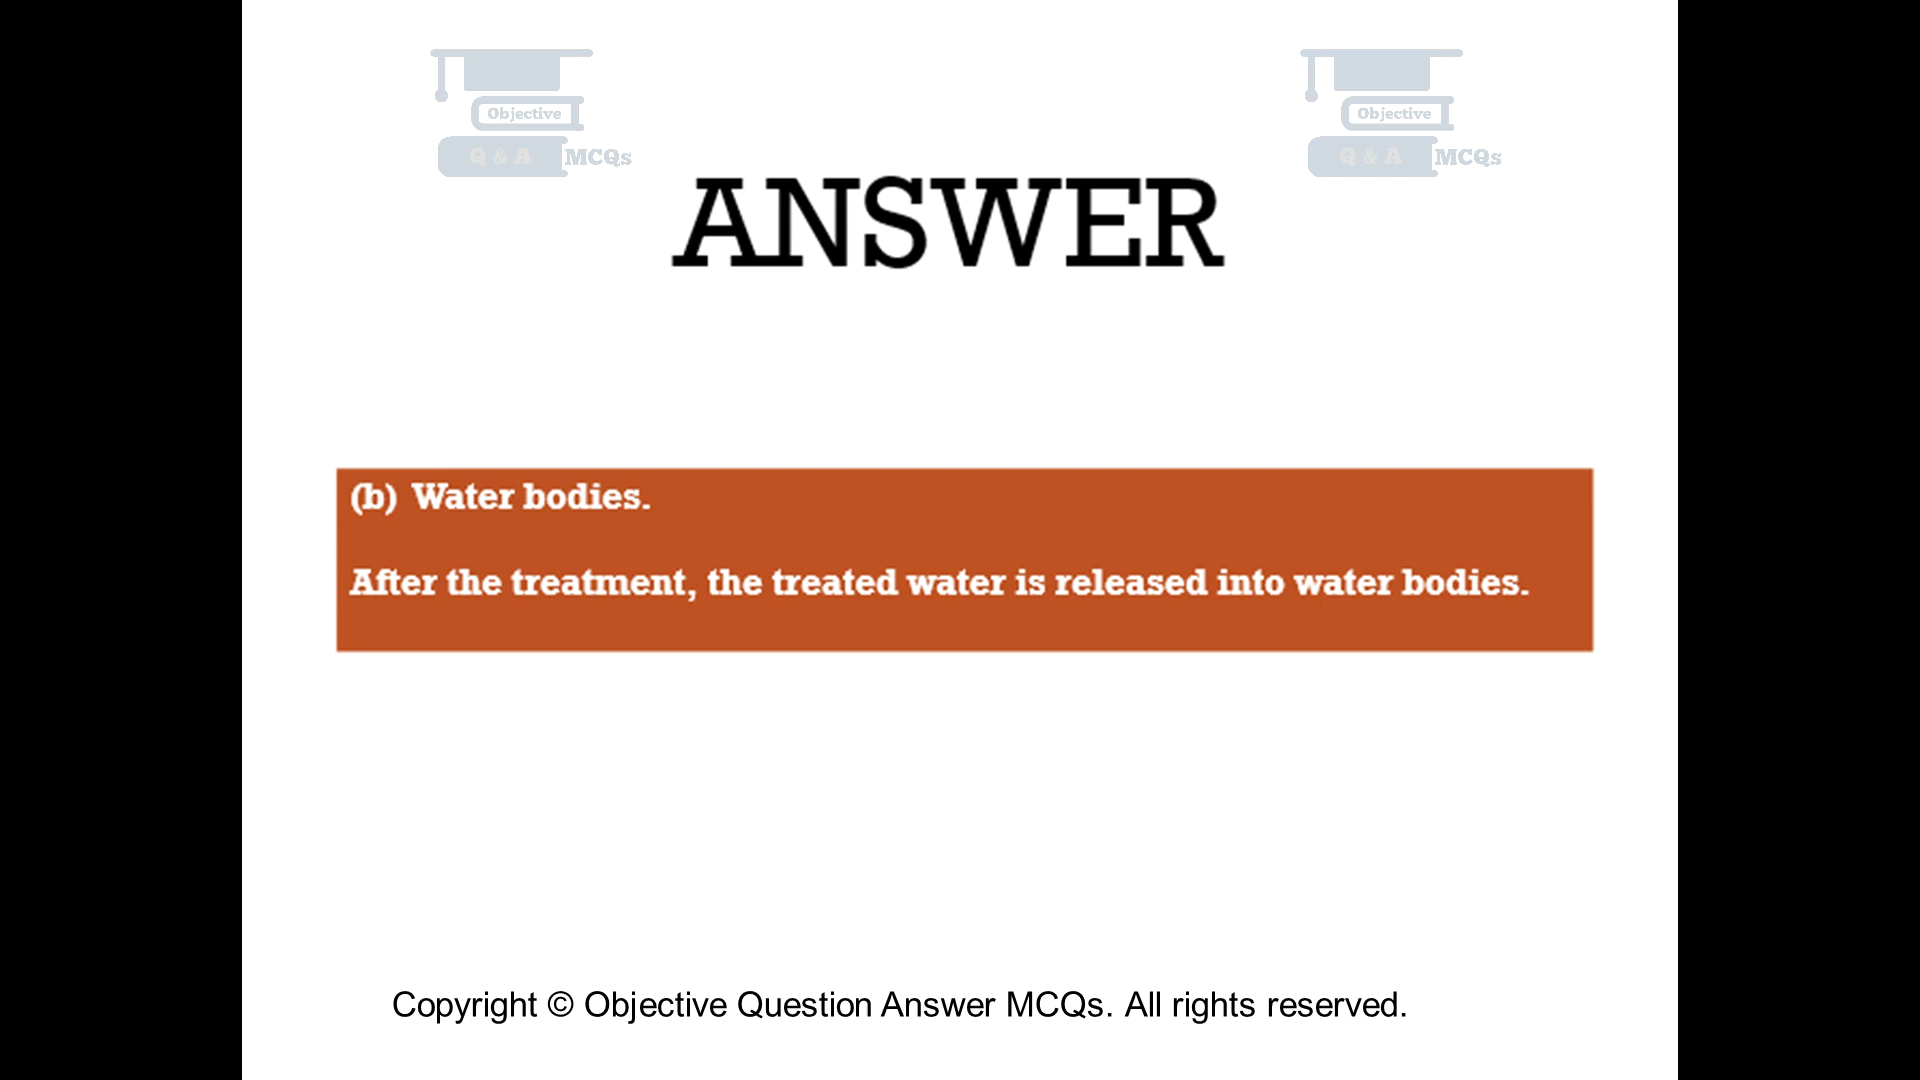 Objective
Q & A MCQs
Objective
Q & A MCQs
ANSWER
(b) Water bodies.
After the treatment, the treated water is released into water bodies.
Copyright © Objective Question Answer MCQs. All rights reserved.